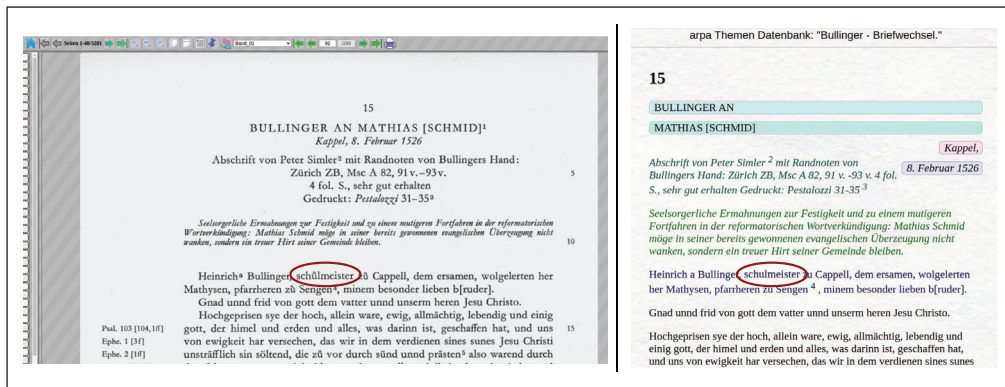 Seiten 1-40/3281
Band_01
92
15
BULLINGER AN MATHIAS [SCHMID]¹
Kappel, 8. Februar 1526
Abschrift von Peter Simler² mit Randnoten von Bullingers Hand:
Zürich ZB, Msc A 82, 91 v.–93 v.
5
4 fol. S., sehr gut erhalten
Gedruckt: Pestalozzi 31–35³
Seelsorgerliche Ermahnungen zur Festigkeit und zu einem mutigeren Fortfahren in der reformatorischen
Wortverkündigung: Mathias Schmid möge in seiner bereits gewonnenen evangelischen Überzeugung nicht
wanken, sondern ein treuer Hirt seiner Gemeinde bleiben.
10
Heinrichᵃ Bullinger, schůlmeister zů Cappell, dem ersamen, wolgelerten her
Mathysen, pfarrheren zů Sengen⁴, minem besonder lieben b[ruder].
Gnad unnd frid von gott dem vatter unnd unserm heren Jesu Christo.
Hochgeprisen sye der hoch, allein ware, ewig, allmächtig, lebendig und einig
Psal. 103 [104,1ff] gott, der himel und erden und alles, was darinn ist, geschaffen hat, und uns 15
Ephe. 1 [3f] von ewigkeit har versechen, das wir in dem verdienen sines suns Jesu Christi
Ephe. 2 [1ff] unsträfflich sin söltend, die zů vor durch sünd unnd prästen⁵ also warend durch
arpa Themen Datenbank: "Bullinger - Briefwechsel."
15
BULLINGER AN
MATHIAS [SCHMID]
Kappel,
8. Februar 1526
Abschrift von Peter Simler ² mit Randnoten von
Bullingers Hand: Zürich ZB, Msc A 82, 91 v. -93 v. 4 fol.
S., sehr gut erhalten Gedruckt: Pestalozzi 31-35 ³
Seelsorgerliche Ermahnungen zur Festigkeit und zu einem mutigeren
Fortfahren in der reformatorischen Wortverkündigung: Mathias Schmid
möge in seiner bereits gewonnenen evangelischen Überzeugung nicht
wanken, sondern ein treuer Hirt seiner Gemeinde bleiben.
Heinrich a Bullinger, schulmeister zu Cappell, dem ersamen, wolgelerten
her Mathysen, pfarrheren zu Sengen ⁴ , minem besonder lieben b[ruder].
Gnad unnd frid von gott dem vatter unnd unserm heren Jesu Christo.
Hochgeprisen sye der hoch, allein ware, ewig, allmächtig, lebendig und
einig gott, der himel und erden und alles, was darinn ist, geschaffen hat,
und uns von ewigkeit har versechen, das wir in dem verdienen sines suns